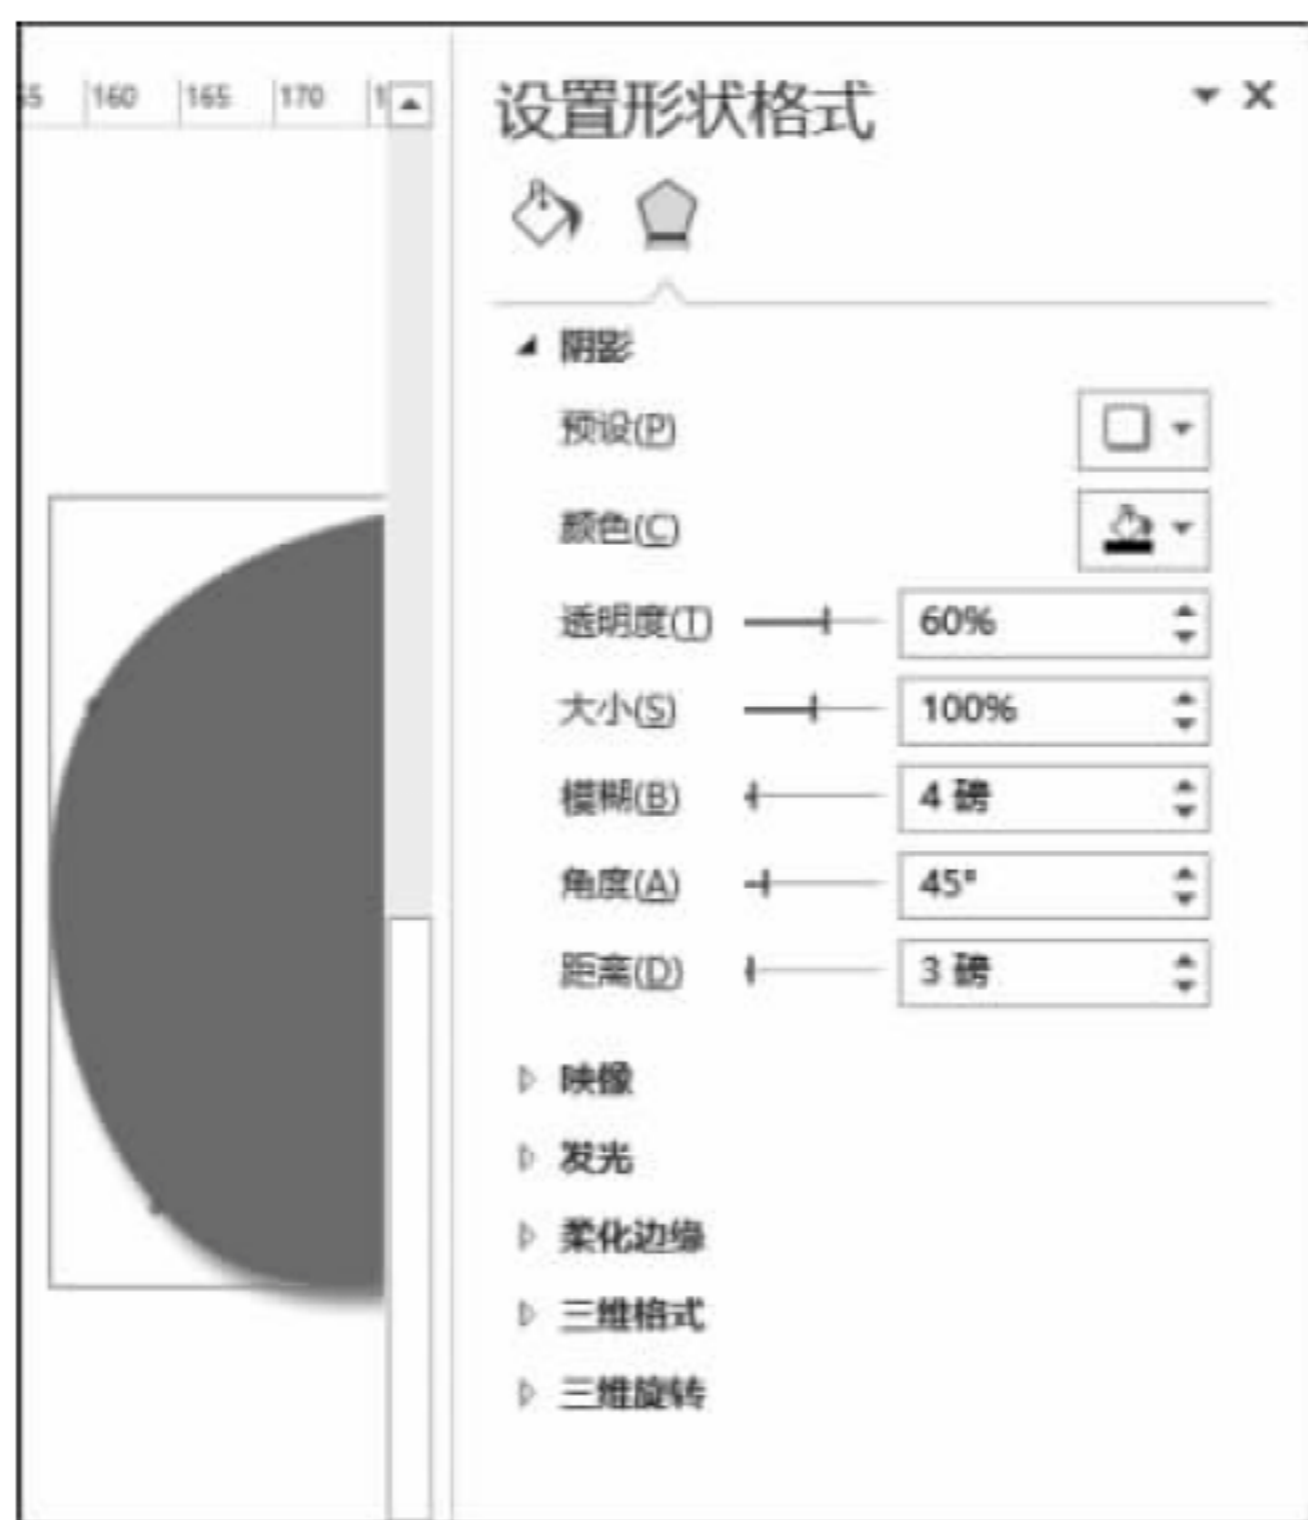 160 165 170
设置形状格式
阴影
预设(P)
颜色(C)
透明度(T) 60%
大小(S) 100%
模糊(B) 4 磅
角度(A) 45°
距离(D) 3 磅
映像
发光
柔化边缘
三维格式
三维旋转